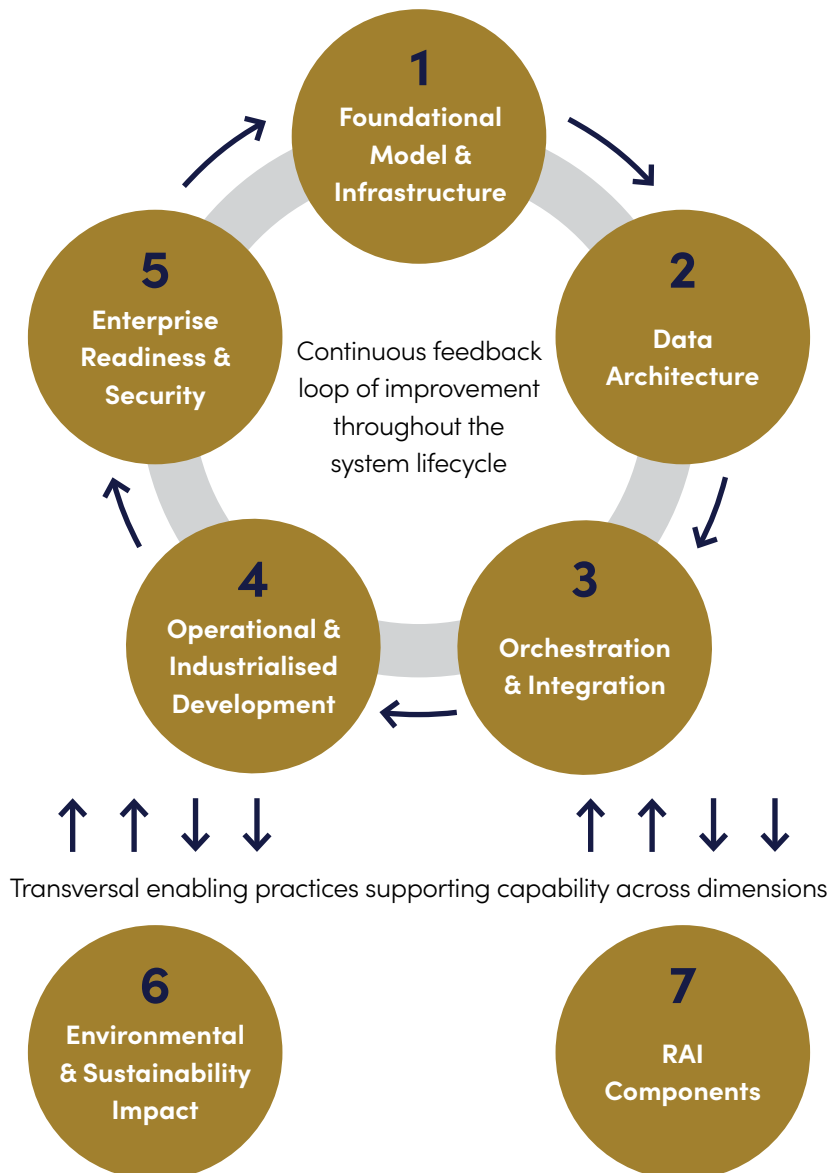 1
Foundational
Model &
Infrastructure
2
Data
Architecture
3
Orchestration
& Integration
4
Operational &
Industrialised
Development
5
Enterprise
Readiness &
Security
Continuous feedback
loop of improvement
throughout the
system lifecycle
Transversal enabling practices supporting capability across dimensions
6
Environmental
& Sustainability
Impact
7
RAI
Components